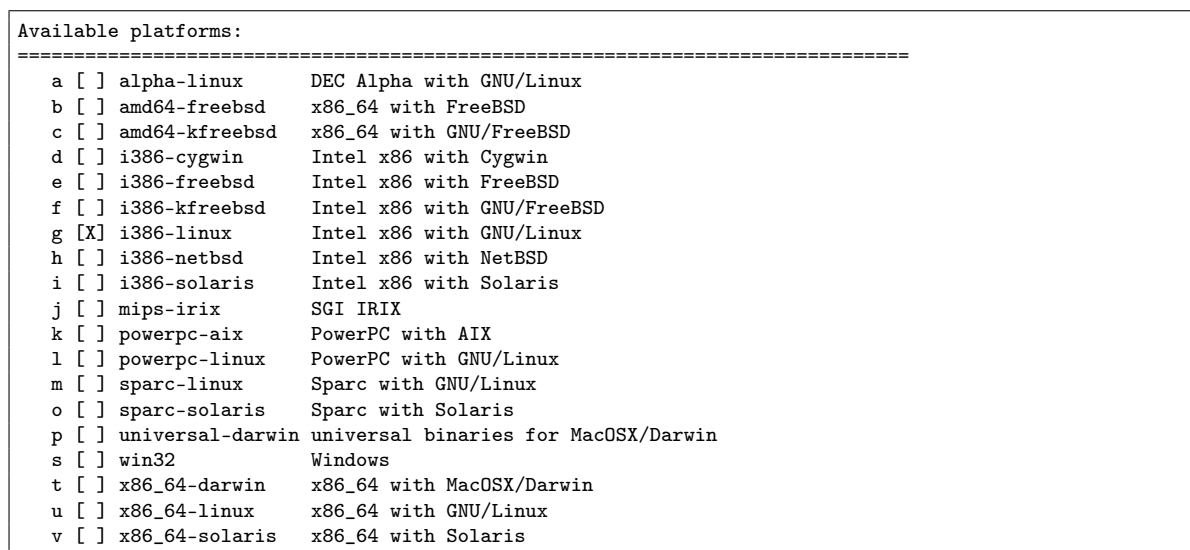 Available platforms:
===============================================================================
   a [ ] alpha-linux      DEC Alpha with GNU/Linux
   b [ ] amd64-freebsd    x86_64 with FreeBSD
   c [ ] amd64-kfreebsd   x86_64 with GNU/FreeBSD
   d [ ] i386-cygwin      Intel x86 with Cygwin
   e [ ] i386-freebsd     Intel x86 with FreeBSD
   f [ ] i386-kfreebsd    Intel x86 with GNU/FreeBSD
   g [X] i386-linux       Intel x86 with GNU/Linux
   h [ ] i386-netbsd      Intel x86 with NetBSD
   i [ ] i386-solaris     Intel x86 with Solaris
   j [ ] mips-irix        SGI IRIX
   k [ ] powerpc-aix      PowerPC with AIX
   l [ ] powerpc-linux    PowerPC with GNU/Linux
   m [ ] sparc-linux      Sparc with GNU/Linux
   o [ ] sparc-solaris    Sparc with Solaris
   p [ ] universal-darwin universal binaries for MacOSX/Darwin
   s [ ] win32            Windows
   t [ ] x86_64-darwin    x86_64 with MacOSX/Darwin
   u [ ] x86_64-linux     x86_64 with GNU/Linux
   v [ ] x86_64-solaris   x86_64 with Solaris